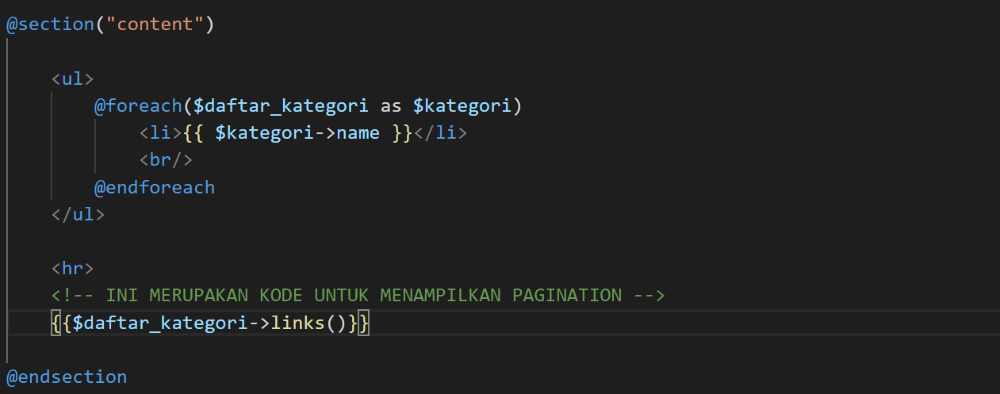 @section("content")
<ul>
@foreach($daftar_kategori as $kategori)
<li>{{ $kategori->name }}</li>
<br/>
@endforeach
</ul>
<hr>
<!-- INI MERUPAKAN KODE UNTUK MENAMPILKAN PAGINATION -->
{{$daftar_kategori->links()}}
@endsection